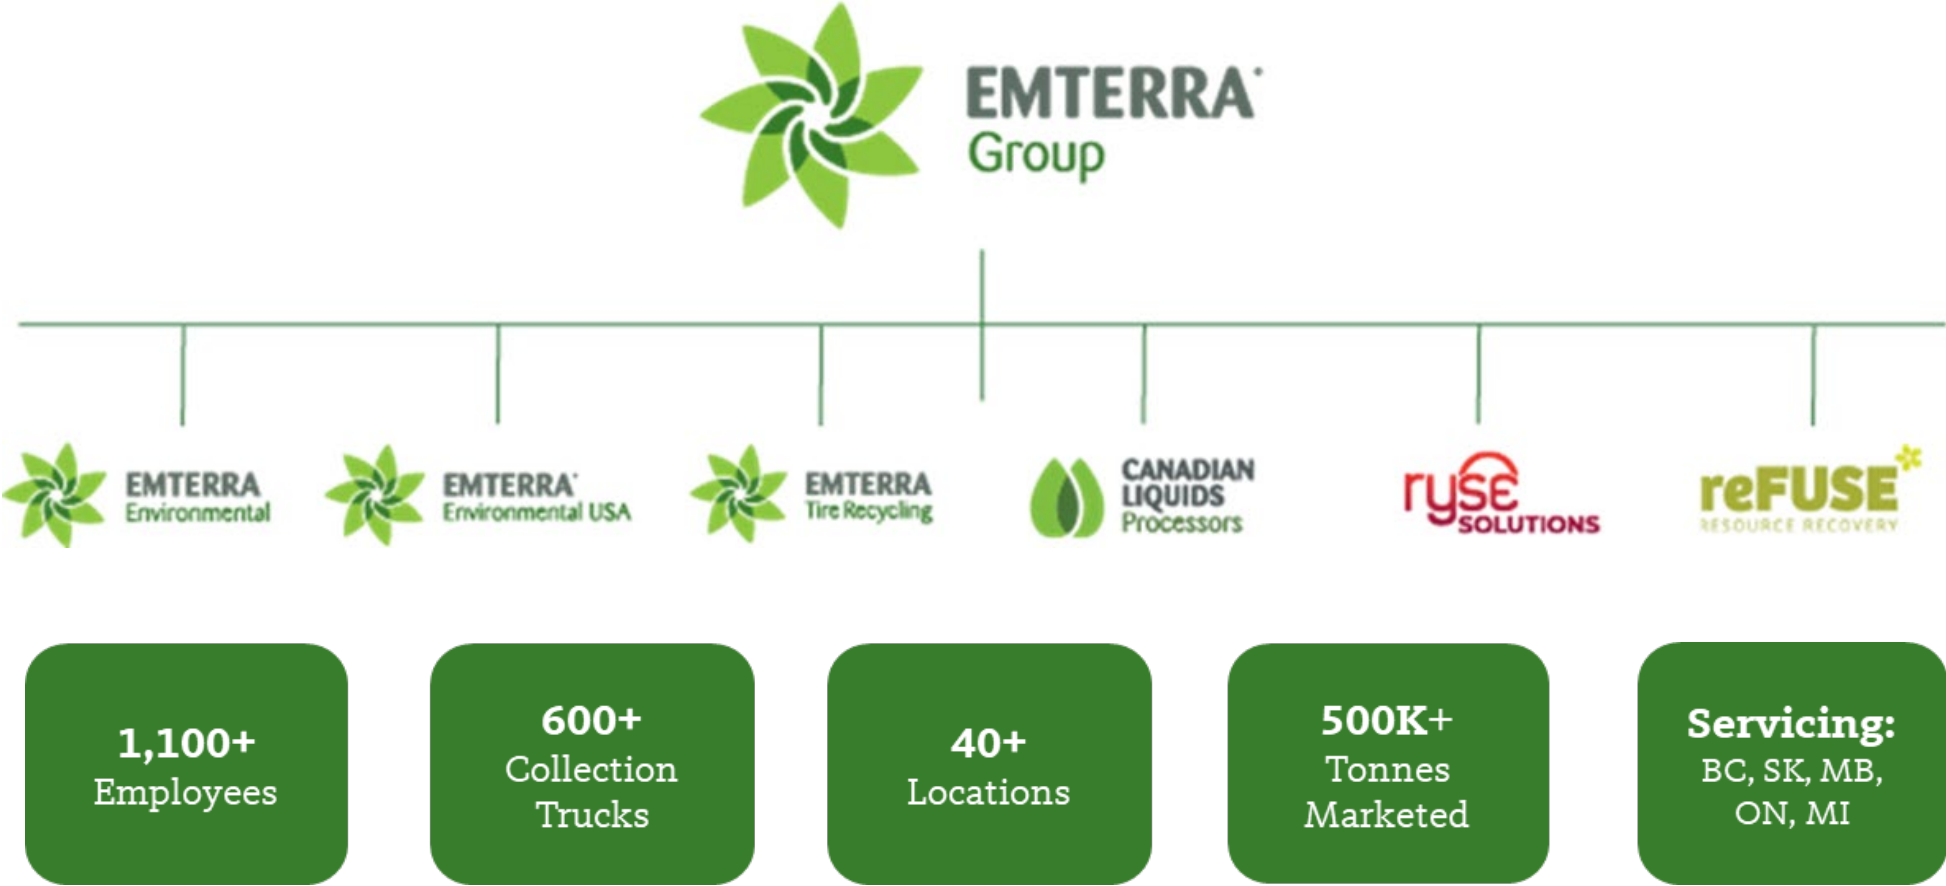 EMTERRA
Group
EMTERRA
Environmental
EMTERRA
Environmental USA
EMTERRA
Tire Recycling
CANADIAN
LIQUIDS
Processors
ryse
SOLUTIONS
reFUSE
RESOURCE RECOVERY
1,100+
Employees
600+
Collection
Trucks
40+
Locations
500K+
Tonnes
Marketed
Servicing:
BC, SK, MB,
ON, MI